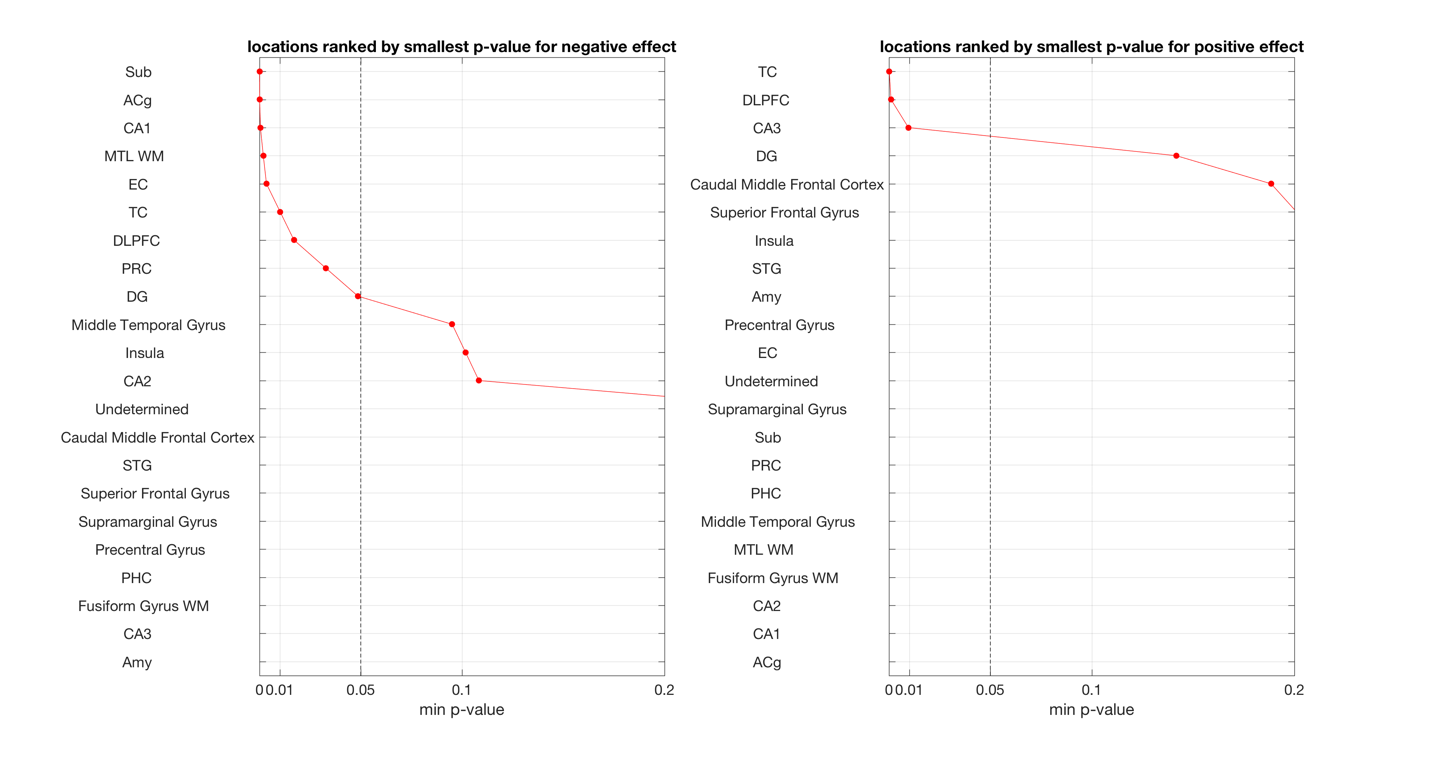 locations ranked by smallest p-value for negative effect
Sub
ACg
CA1
MTL WM
EC
TC
DLPFC
PRC
DG
Middle Temporal Gyrus
Insula
CA2
Undetermined
Caudal Middle Frontal Cortex
STG
Superior Frontal Gyrus
Supramarginal Gyrus
Precentral Gyrus
PHC
Fusiform Gyrus WM
CA3
Amy
0 0.01 0.05 0.1 0.2
min p-value
locations ranked by smallest p-value for positive effect
TC
DLPFC
CA3
DG
Caudal Middle Frontal Cortex
Superior Frontal Gyrus
Insula
STG
Amy
Precentral Gyrus
EC
Undetermined
Supramarginal Gyrus
Sub
PRC
PHC
Middle Temporal Gyrus
MTL WM
Fusiform Gyrus WM
CA2
CA1
ACg
0 0.01 0.05 0.1 0.2
min p-value